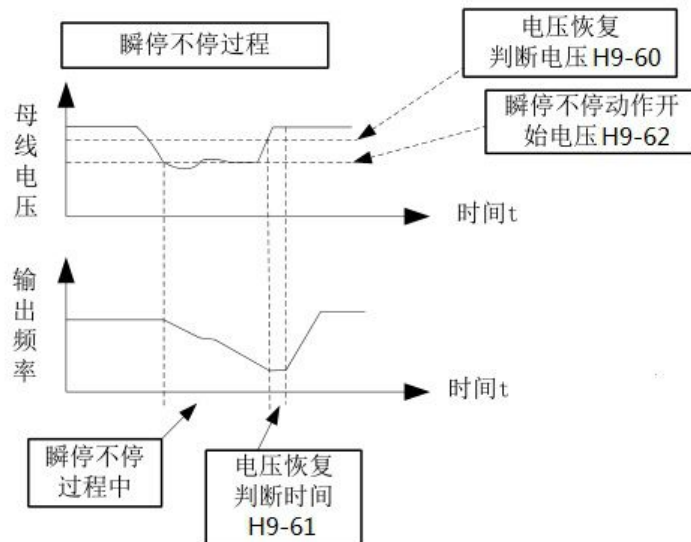 瞬停不停过程
电压恢复
判断电压H9-60
瞬停不停动作开
始电压H9-62
母线电压
时间t
输出频率
时间t
瞬停不停
过程中
电压恢复
判断时间
H9-61